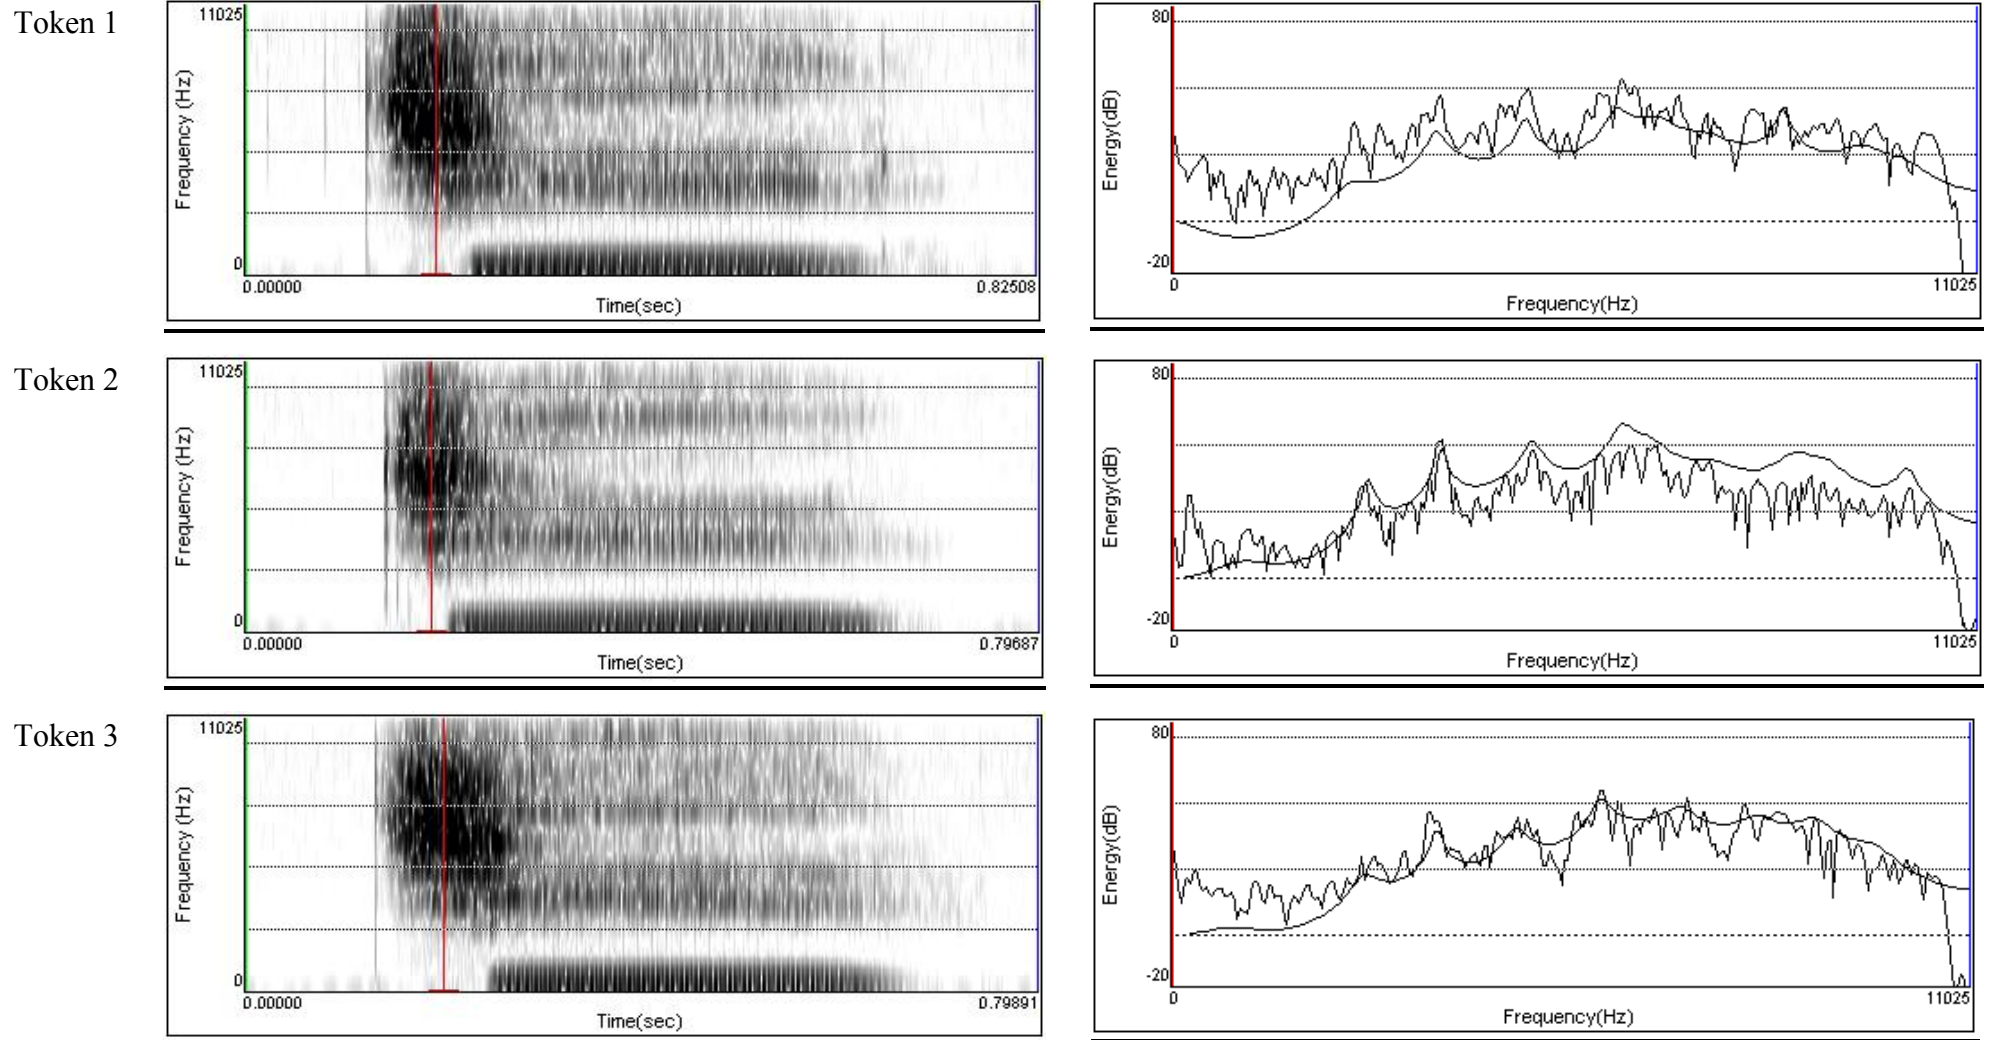 Token 1
11025
Frequency (Hz)
0
0.00000
0.82508
Time(sec)
80
Energy(dB)
-20
0
11025
Frequency(Hz)
Token 2
11025
Frequency (Hz)
0
0.00000
0.79687
Time(sec)
80
Energy(dB)
-20
0
11025
Frequency(Hz)
Token 3
11025
Frequency (Hz)
0
0.00000
0.79891
Time(sec)
80
Energy(dB)
-20
0
11025
Frequency(Hz)